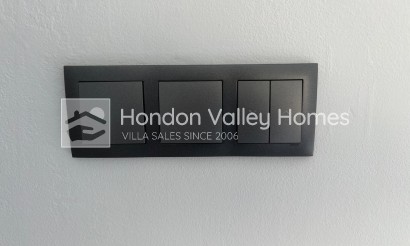 Hondon Valley Homes
VILLA SALES SINCE 2006